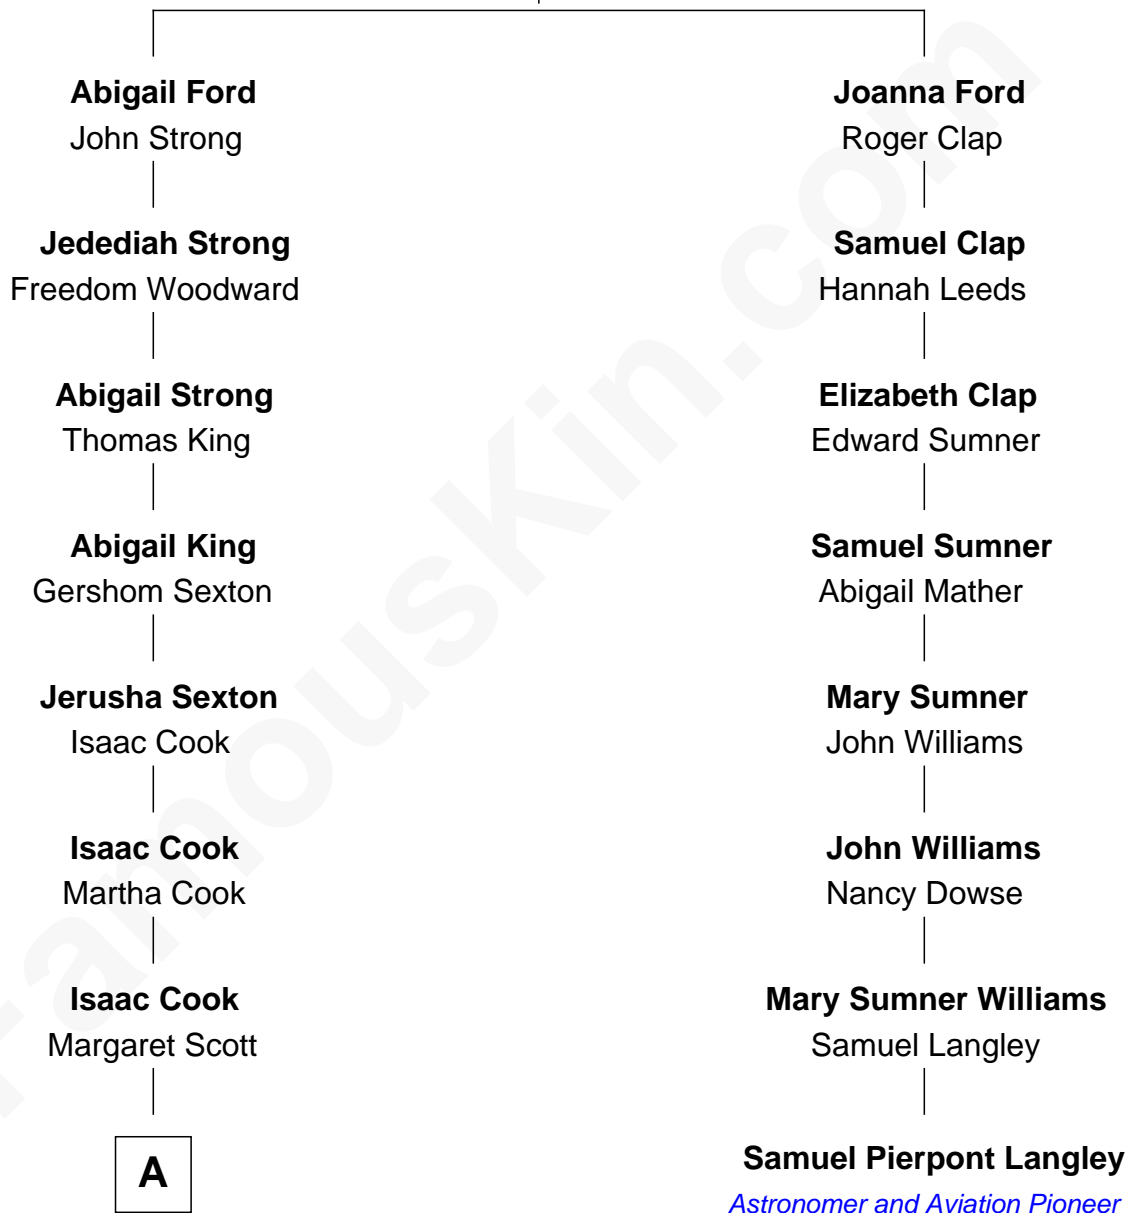 Abigail Ford
John Strong
Jedediah Strong
Freedom Woodward
Abigail Strong
Thomas King
Abigail King
Gershom Sexton
Jerusha Sexton
Isaac Cook
Isaac Cook
Martha Cook
Isaac Cook
Margaret Scott
A
Joanna Ford
Roger Clap
Samuel Clap
Hannah Leeds
Elizabeth Clap
Edward Sumner
Samuel Sumner
Abigail Mather
Mary Sumner
John Williams
John Williams
Nancy Dowse
Mary Sumner Williams
Samuel Langley
Samuel Pierpont Langley
Astronomer and Aviation Pioneer
FamousKin.com